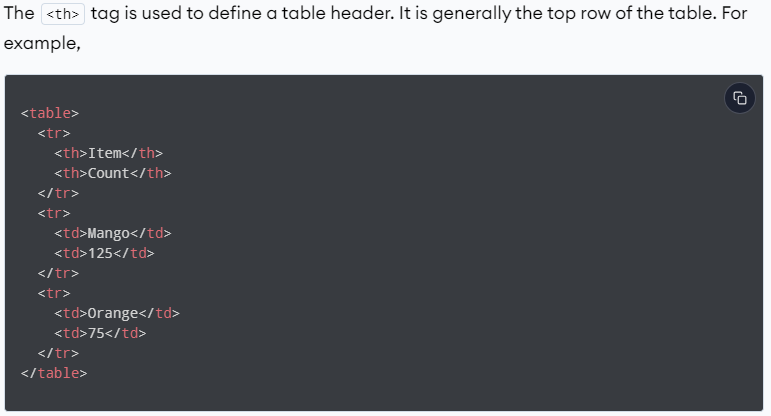 The <th> tag is used to define a table header. It is generally the top row of the table. For
example,
<table>
  <tr>
    <th>Item</th>
    <th>Count</th>
  </tr>
  <tr>
    <td>Mango</td>
    <td>125</td>
  </tr>
  <tr>
    <td>Orange</td>
    <td>75</td>
  </tr>
</table>